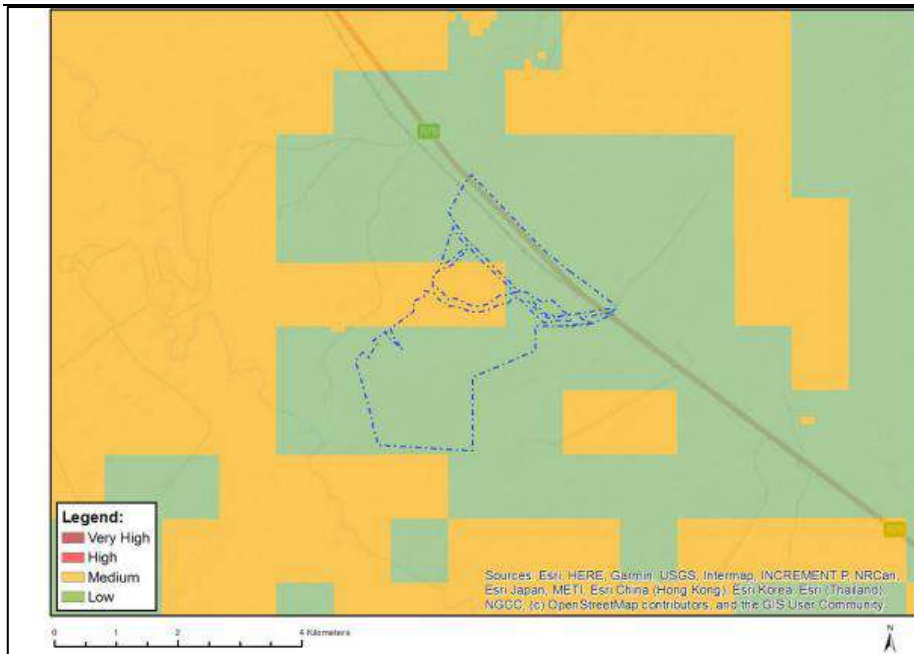 Legend:
Very High
High
Medium
Low
Sources: Esri, HERE, Garmin, USGS, Intermap, INCREMENT P, NRCan,
Esri Japan, METI, Esri China (Hong Kong), Esri Korea, Esri (Thailand),
NGCC, (c) OpenStreetMap contributors, and the GIS User Community
0 1 2 4 Kilometers
N